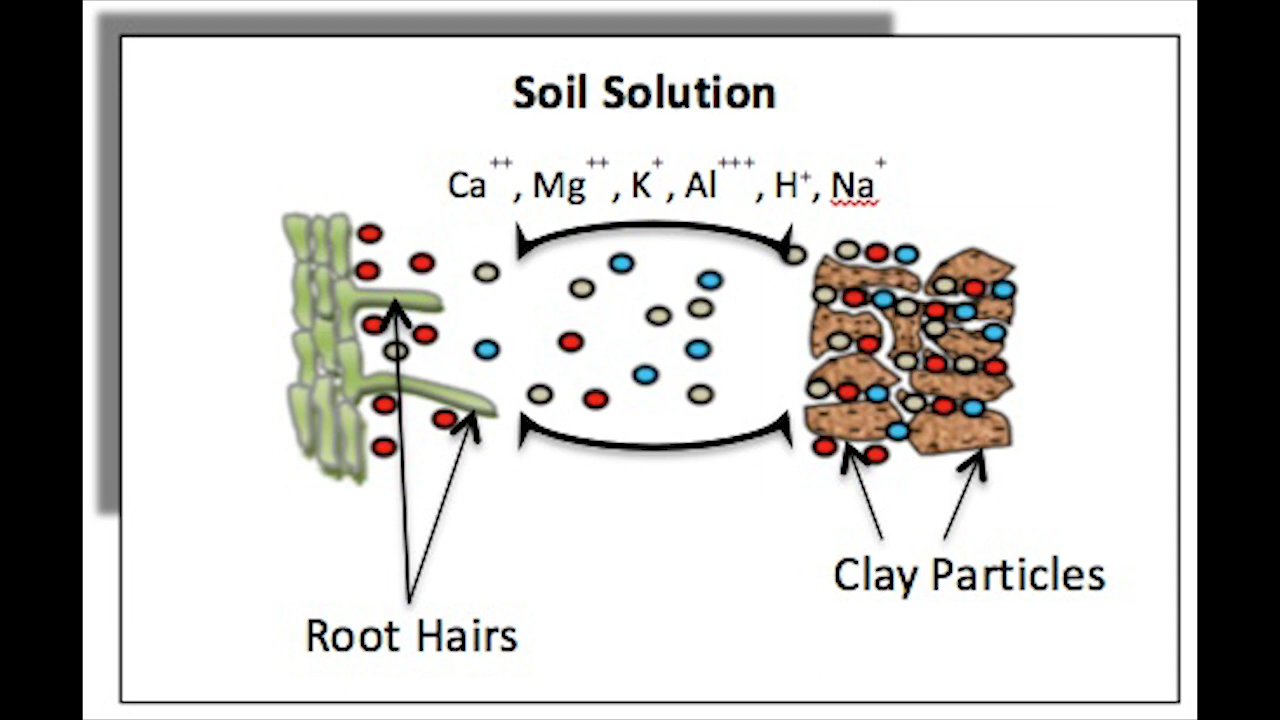 Soil Solution
Ca⁺⁺, Mg⁺⁺, K⁺, Al⁺⁺⁺, H⁺, Na⁺
Clay Particles
Root Hairs